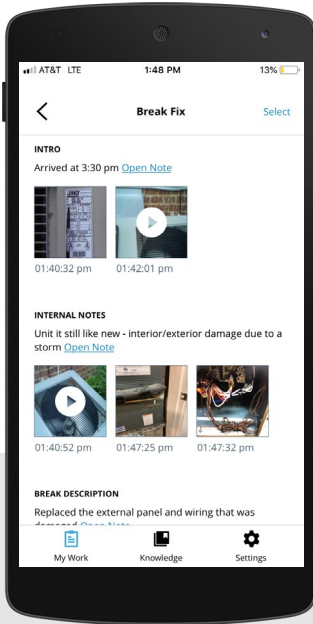 AT&T LTE 1:48 PM 13%
Break Fix Select
INTRO
Arrived at 3:30 pm Open Note
01:40:32 pm 01:42:01 pm
INTERNAL NOTES
Unit it still like new - interior/exterior damage due to a
storm Open Note
01:40:52 pm 01:47:25 pm 01:47:32 pm
BREAK DESCRIPTION
Replaced the external panel and wiring that was
damaged Open Note
My Work Knowledge Settings